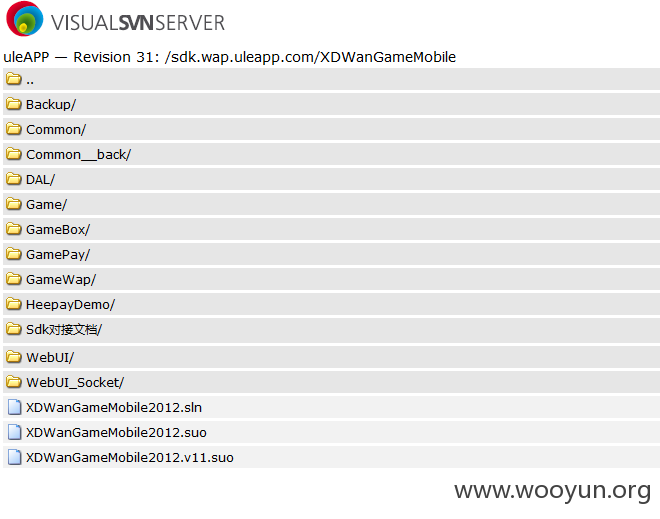 VISUALSVNSERVER
uleAPP — Revision 31: /sdk.wap.uleapp.com/XDWanGameMobile
..
Backup/
Common/
Common__back/
DAL/
Game/
GameBox/
GamePay/
GameWap/
HeepayDemo/
Sdk对接文档/
WebUI/
WebUI_Socket/
XDWanGameMobile2012.sln
XDWanGameMobile2012.suo
XDWanGameMobile2012.v11.suo
www.wooyun.org